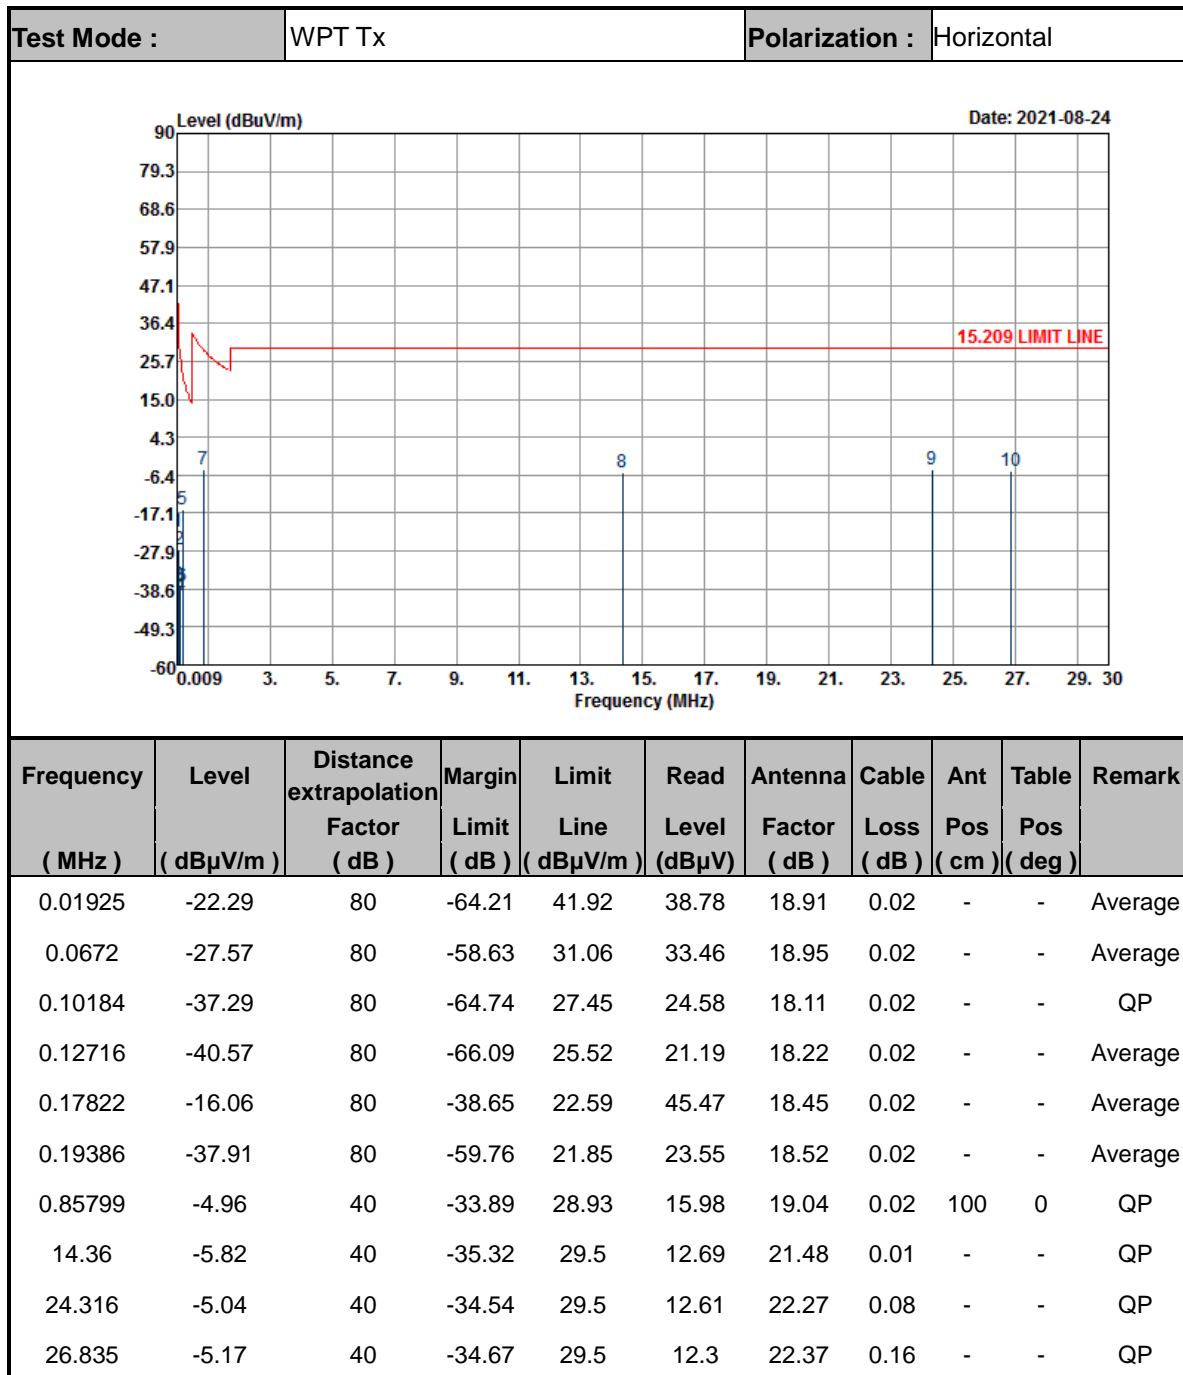 Test Mode : WPT Tx Polarization : Horizontal
Level (dBuV/m) Date: 2021-08-24
90
79.3
68.6
57.9
47.1
36.4
15.209 LIMIT LINE
25.7
15.0
4.3
7 8 9 10
-6.4
5
-17.1
-27.9
-38.6
-49.3
-60
0.009 3. 5. 7. 9. 11. 13. 15. 17. 19. 21. 23. 25. 27. 29. 30
Frequency (MHz)
Frequency Level Distance extrapolation Margin Limit Read Antenna Cable Ant Table Remark
Factor Limit Line Level Factor Loss Pos Pos
( MHz ) ( dBµV/m ) ( dB ) ( dB ) ( dBµV/m ) (dBµV) ( dB ) ( dB ) ( cm ) ( deg )
0.01925 -22.29 80 -64.21 41.92 38.78 18.91 0.02 - - Average
0.0672 -27.57 80 -58.63 31.06 33.46 18.95 0.02 - - Average
0.10184 -37.29 80 -64.74 27.45 24.58 18.11 0.02 - - QP
0.12716 -40.57 80 -66.09 25.52 21.19 18.22 0.02 - - Average
0.17822 -16.06 80 -38.65 22.59 45.47 18.45 0.02 - - Average
0.19386 -37.91 80 -59.76 21.85 23.55 18.52 0.02 - - Average
0.85799 -4.96 40 -33.89 28.93 15.98 19.04 0.02 100 0 QP
14.36 -5.82 40 -35.32 29.5 12.69 21.48 0.01 - - QP
24.316 -5.04 40 -34.54 29.5 12.61 22.27 0.08 - - QP
26.835 -5.17 40 -34.67 29.5 12.3 22.37 0.16 - - QP